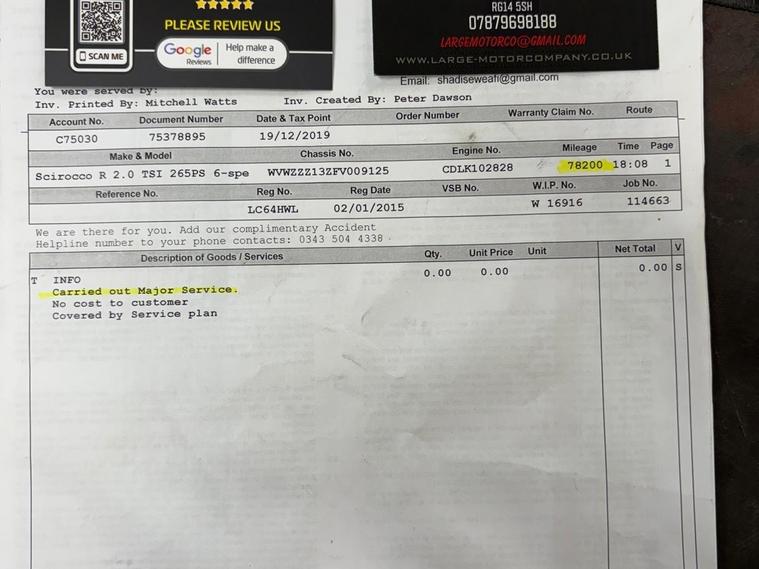 SCAN ME
PLEASE REVIEW US
Google
Reviews
Help make a
difference
RG14 5SH
07879698188
LARGEMOTORCO@GMAIL.COM
WWW.LARGE-MOTORCOMPANY.CO.UK
Email: shadiseweafi@gmail.com
You were served by:
Inv. Printed By: Mitchell Watts Inv. Created By: Peter Dawson
Account No. Document Number Date & Tax Point Order Number Warranty Claim No. Route
C75030 75378895 19/12/2019
Make & Model Chassis No. Engine No. Mileage Time Page
Scirocco R 2.0 TSI 265PS 6-spe WVWZZZ13ZFV009125 CDLK102828 78200 18:08 1
Reference No. Reg No. Reg Date VSB No. W.I.P. No. Job No.
LC64HWL 02/01/2015 W 16916 114663
We are there for you. Add our complimentary Accident
Helpline number to your phone contacts: 0343 504 4338
Description of Goods / Services Qty. Unit Price Unit Net Total V
T INFO 0.00 0.00 0.00 S
Carried out Major Service.
No cost to customer
Covered by Service plan